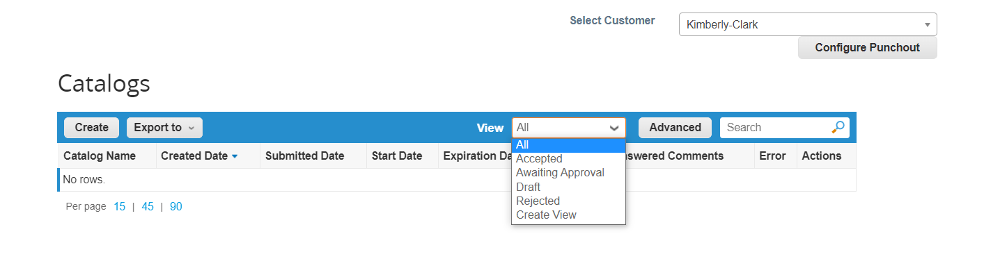 Select Customer Kimberly-Clark
Configure Punchout
Catalogs
Create Export to View All Advanced Search
Catalog Name Created Date Submitted Date Start Date Expiration nswered Comments Error Actions
No rows.
All
Accepted
Awaiting Approval
Draft
Rejected
Create View
Per page 15 | 45 | 90